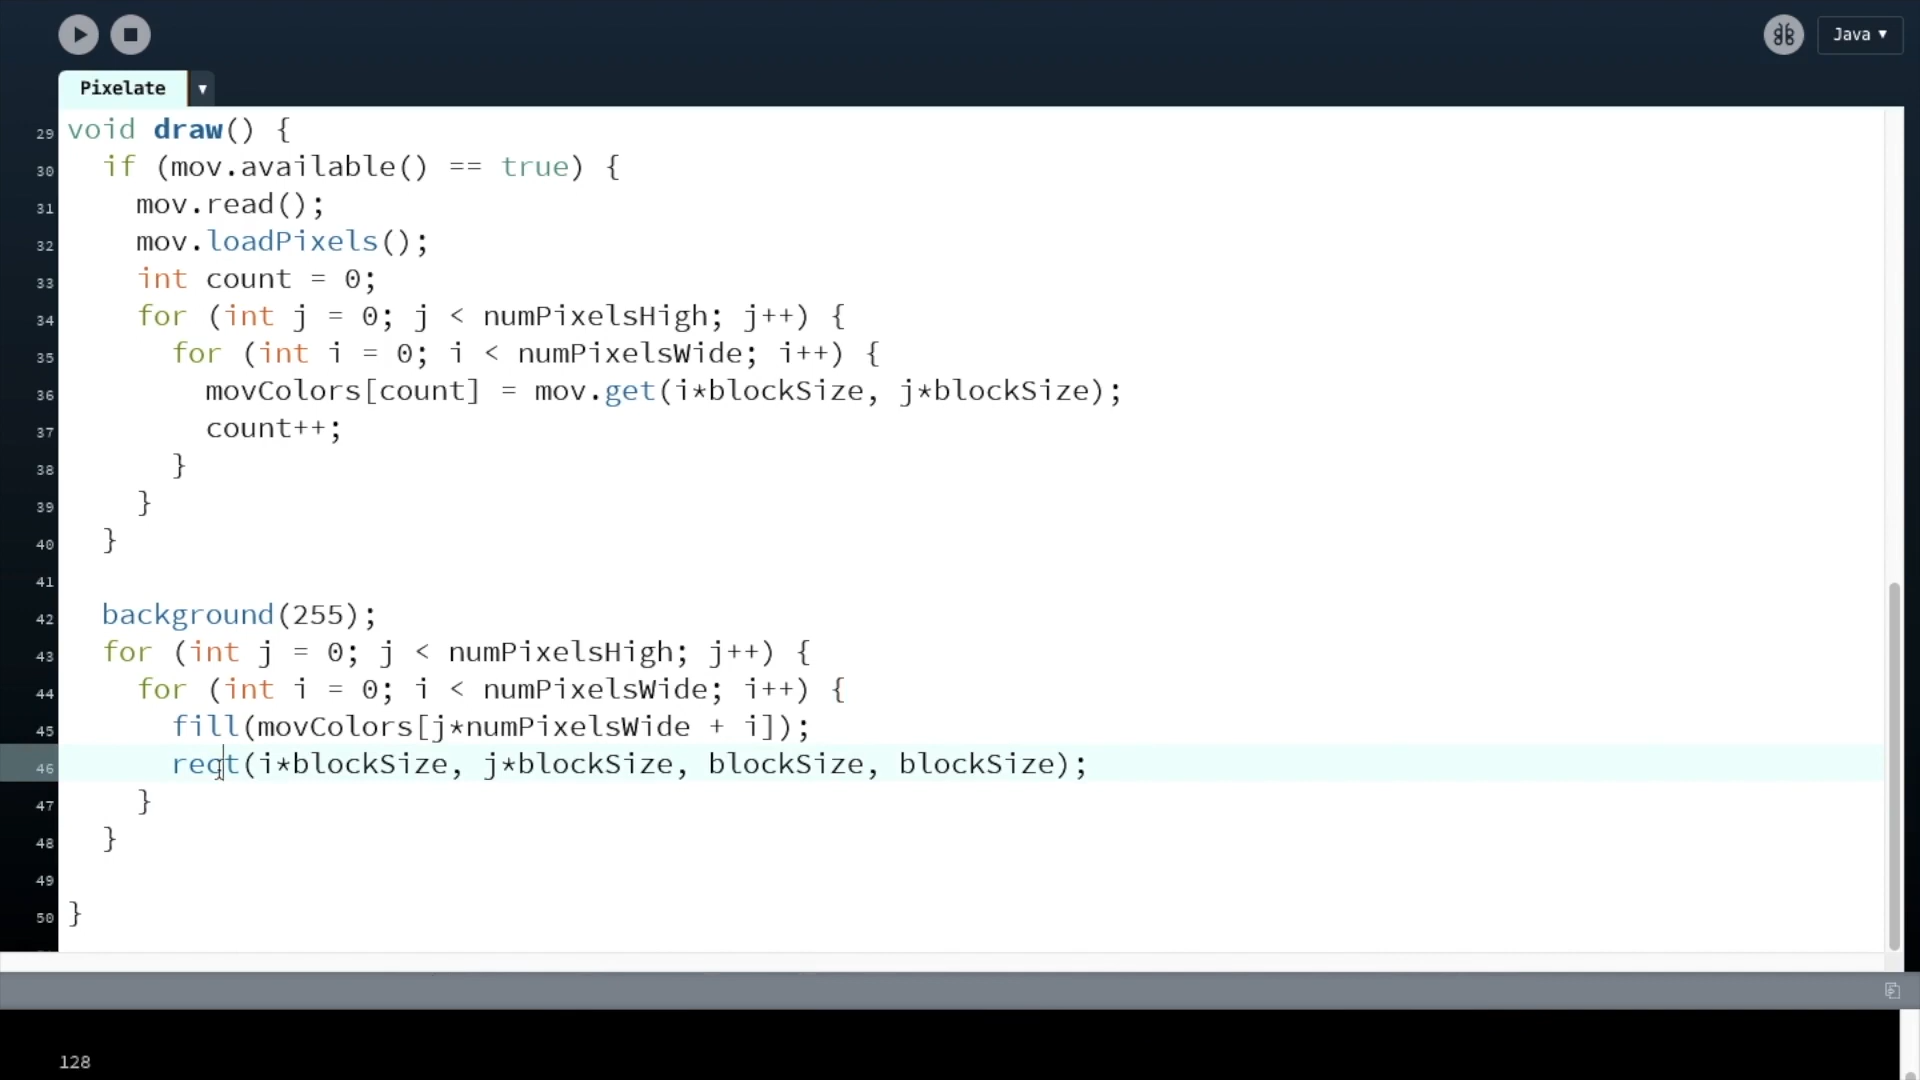 Java ▼
Pixelate ▼
29 void draw() {
30 if (mov.available() == true) {
31 mov.read();
32 mov.loadPixels();
33 int count = 0;
34 for (int j = 0; j < numPixelsHigh; j++) {
35 for (int i = 0; i < numPixelsWide; i++) {
36 movColors[count] = mov.get(i*blockSize, j*blockSize);
37 count++;
38 }
39 }
40 }
41
42 background(255);
43 for (int j = 0; j < numPixelsHigh; j++) {
44 for (int i = 0; i < numPixelsWide; i++) {
45 fill(movColors[j*numPixelsWide + i]);
46 rect(i*blockSize, j*blockSize, blockSize, blockSize);
47 }
48 }
49
50 }
128